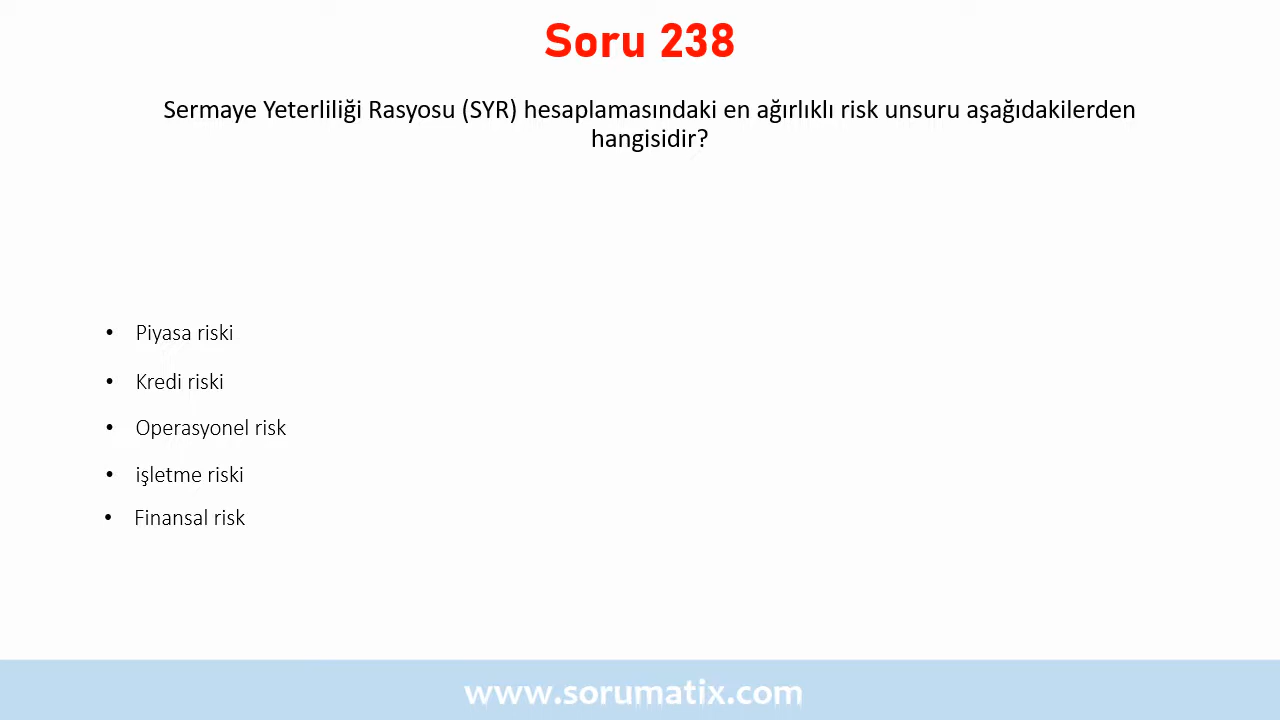 Soru 238
Sermaye Yeterliliği Rasyosu (SYR) hesaplamasındaki en ağırlıklı risk unsuru aşağıdakilerden
hangisidir?
• Piyasa riski
• Kredi riski
• Operasyonel risk
• işletme riski
• Finansal risk
www.sorumatix.com